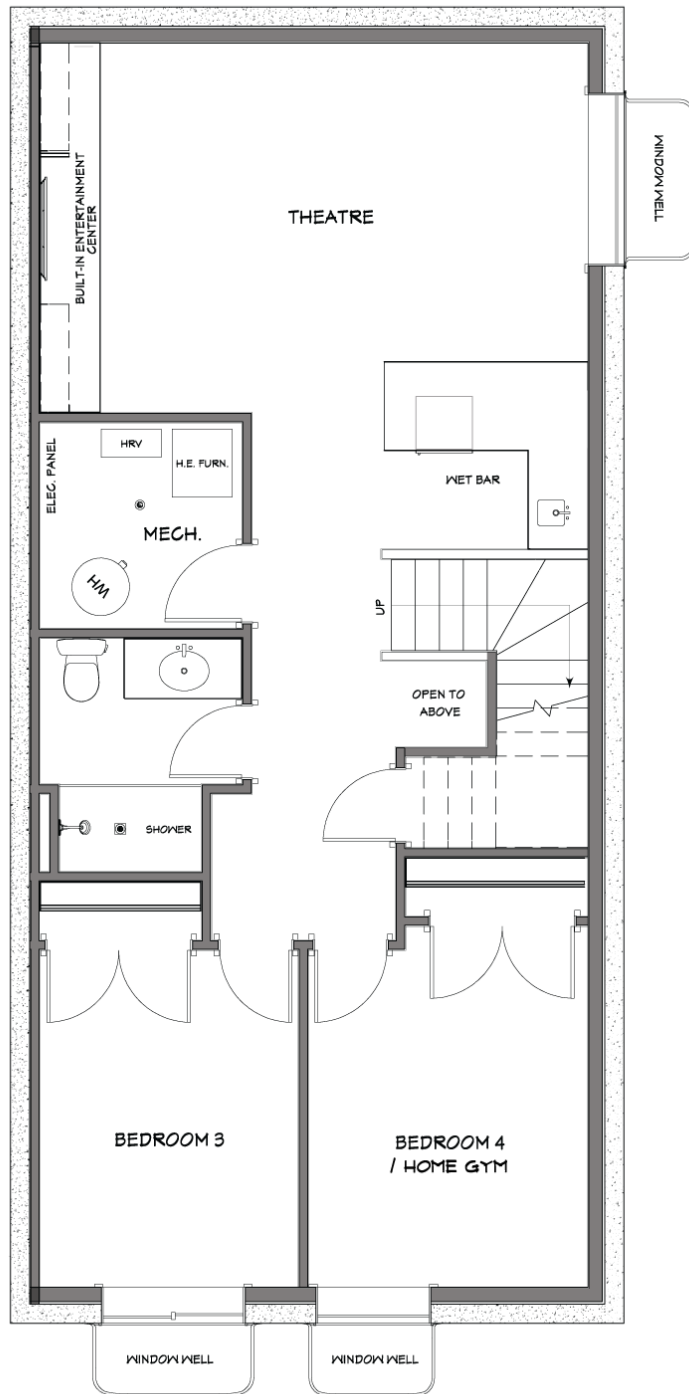 WINDOW WELL
BUILT-IN ENTERTAINMENT
CENTER
THEATRE
ELEC. PANEL
HRV
H.E. FURN.
MECH.
WH
WET BAR
UP
OPEN TO
ABOVE
SHOWER
BEDROOM 3
BEDROOM 4
/ HOME GYM
WINDOW WELL
WINDOW WELL